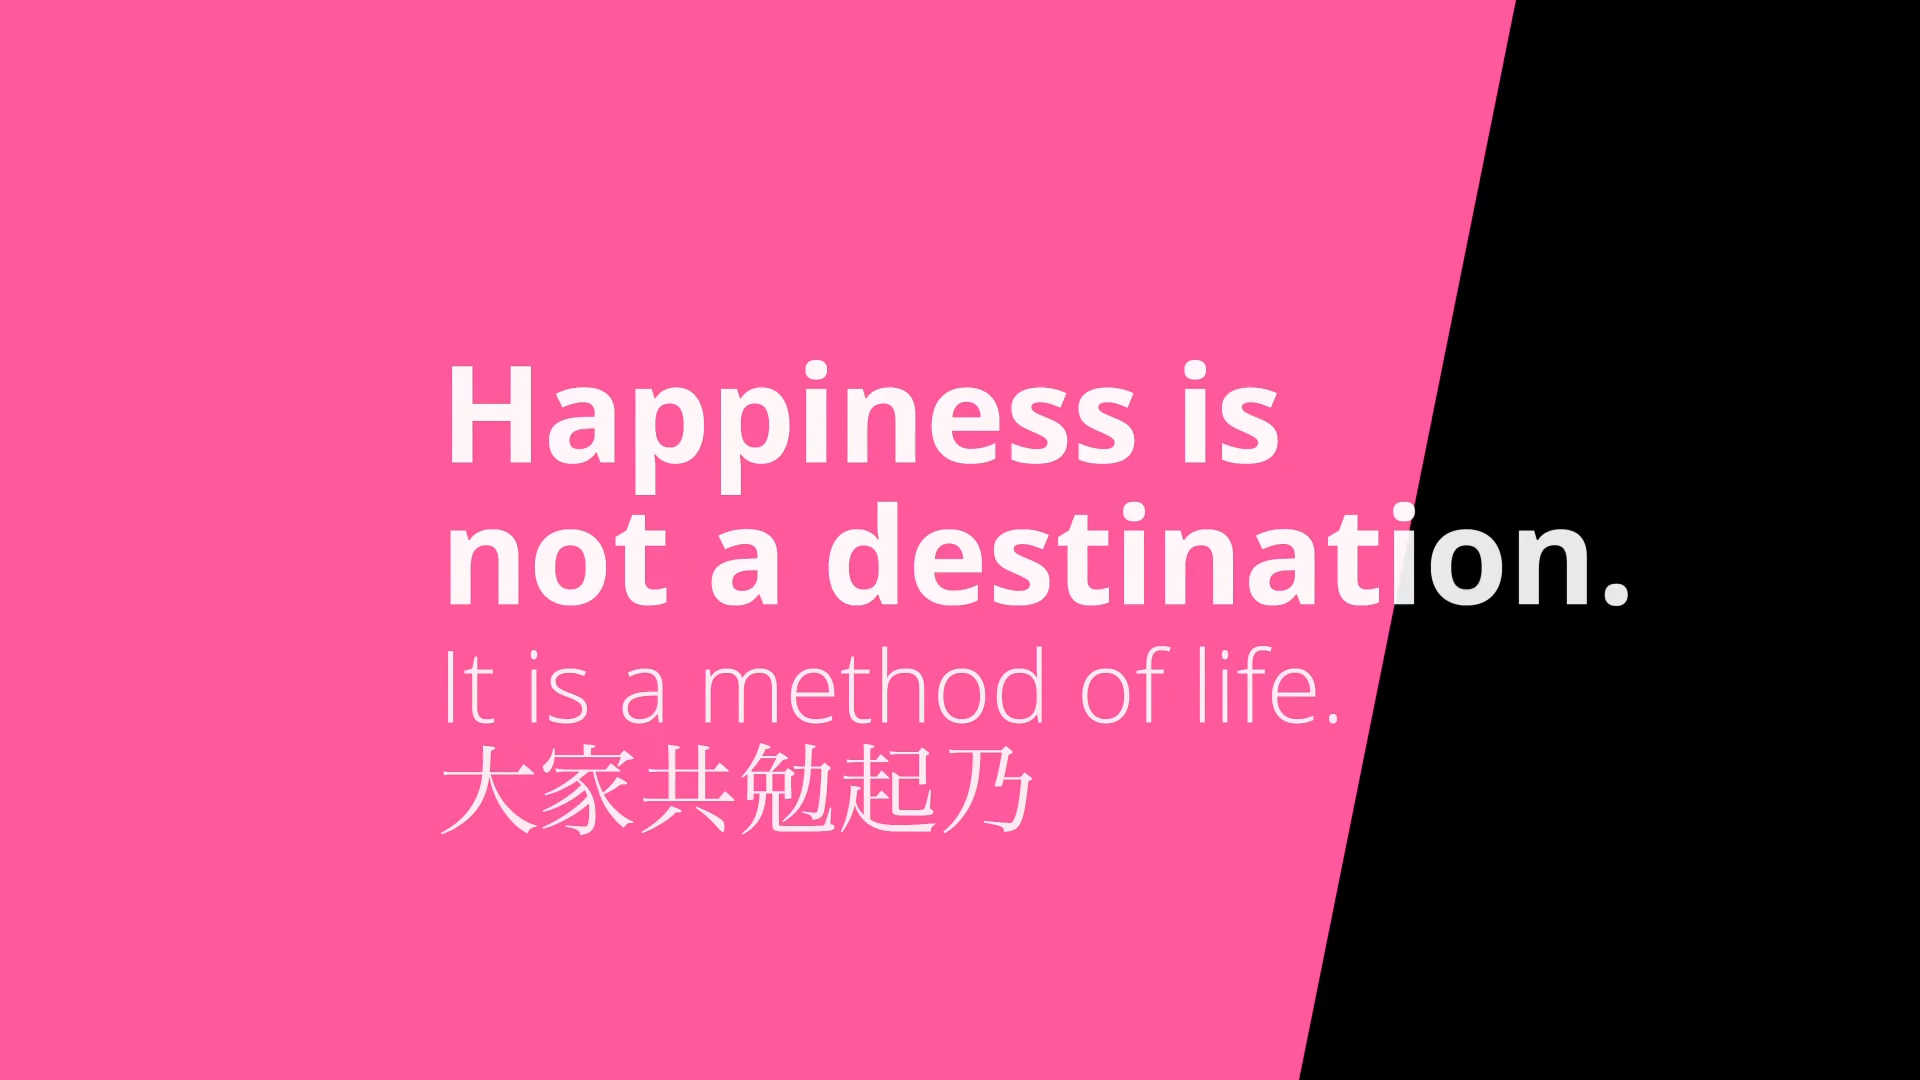 Happiness is
not a destination.
It is a method of life.
大家共勉起乃